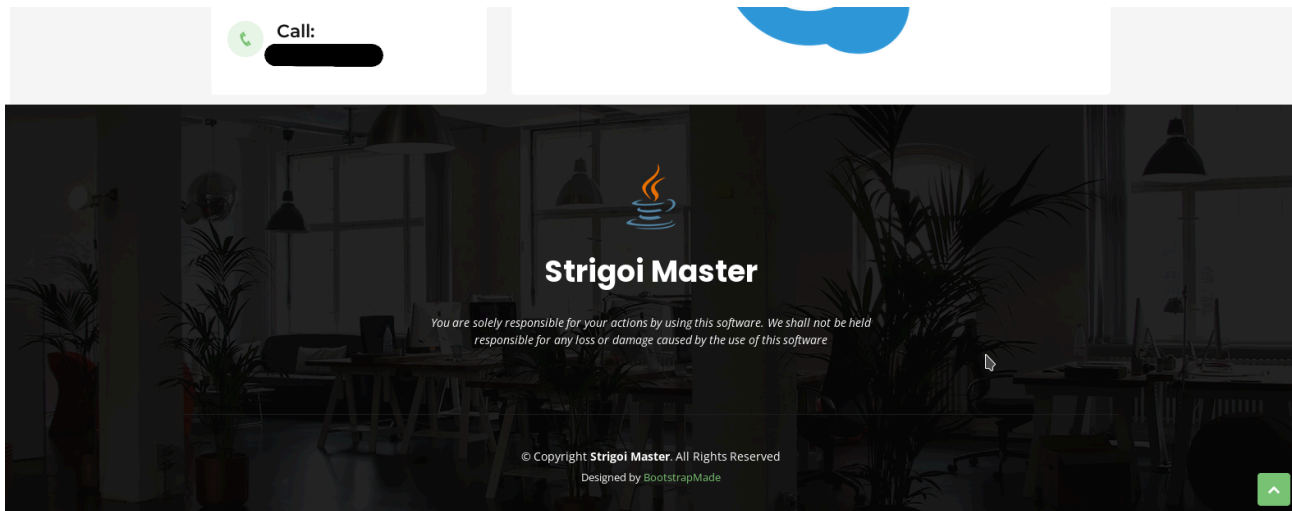 Call:
Strigoi Master
You are solely responsible for your actions by using this software. We shall not be held
responsible for any loss or damage caused by the use of this software
© Copyright Strigoi Master. All Rights Reserved
Designed by BootstrapMade